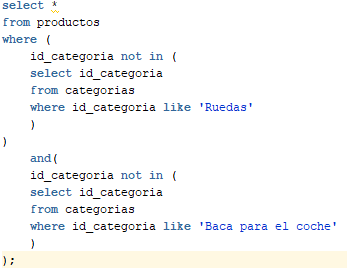 select *
from productos
where (
    id_categoria not in (
    select id_categoria
    from categorias
    where id_categoria like 'Ruedas'
    )
)
    and(
    id_categoria not in (
    select id_categoria
    from categorias
    where id_categoria like 'Baca para el coche'
    )
);